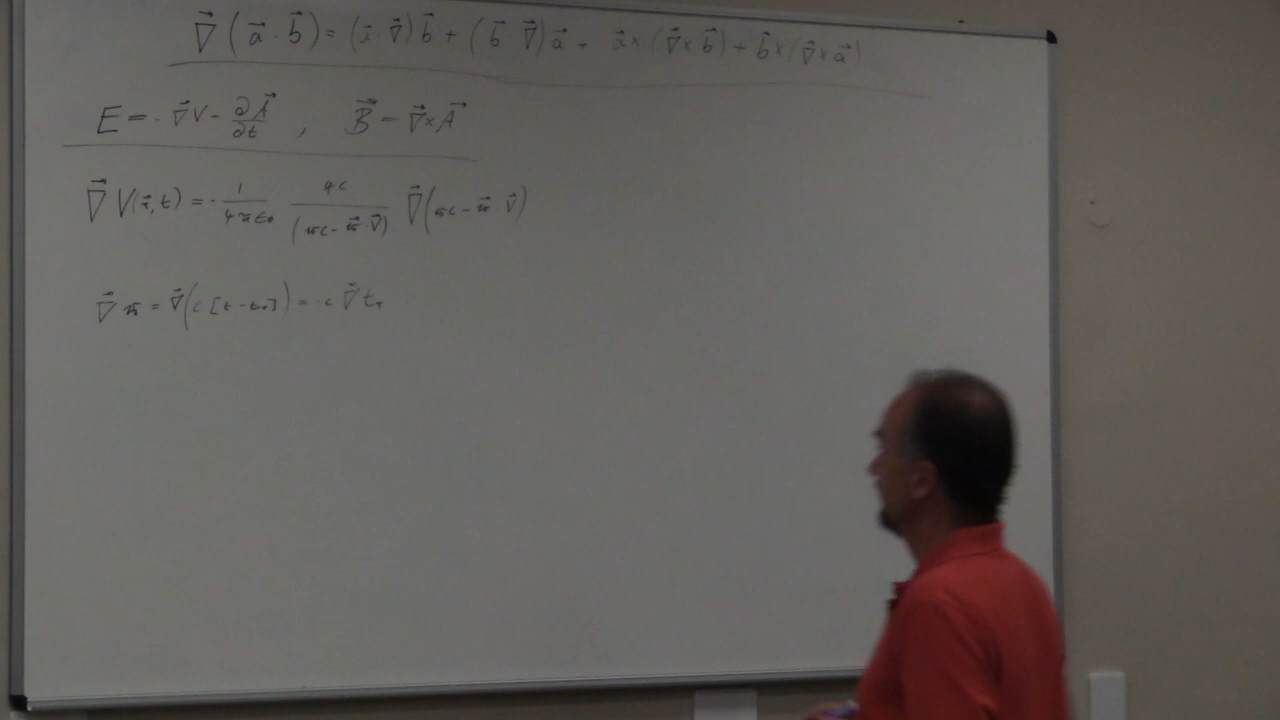 ∇⃗ (a⃗ · b⃗) = (a⃗ · ∇⃗) b⃗ + (b⃗ · ∇⃗) a⃗ + a⃗ × (∇⃗ × b⃗) + b⃗ × (∇⃗ × a⃗)
E = - ∇⃗V - ∂A⃗/∂t , B⃗ = ∇⃗ × A⃗
∇⃗ V(r⃗, t) = - 1/(4πε₀) qc/(𝓇c - 𝓇⃗ · v⃗) ∇⃗(𝓇c - 𝓇⃗ · v⃗)
∇⃗ 𝓇 = ∇⃗(c [t - tᵣ]) = -c ∇⃗ tᵣ